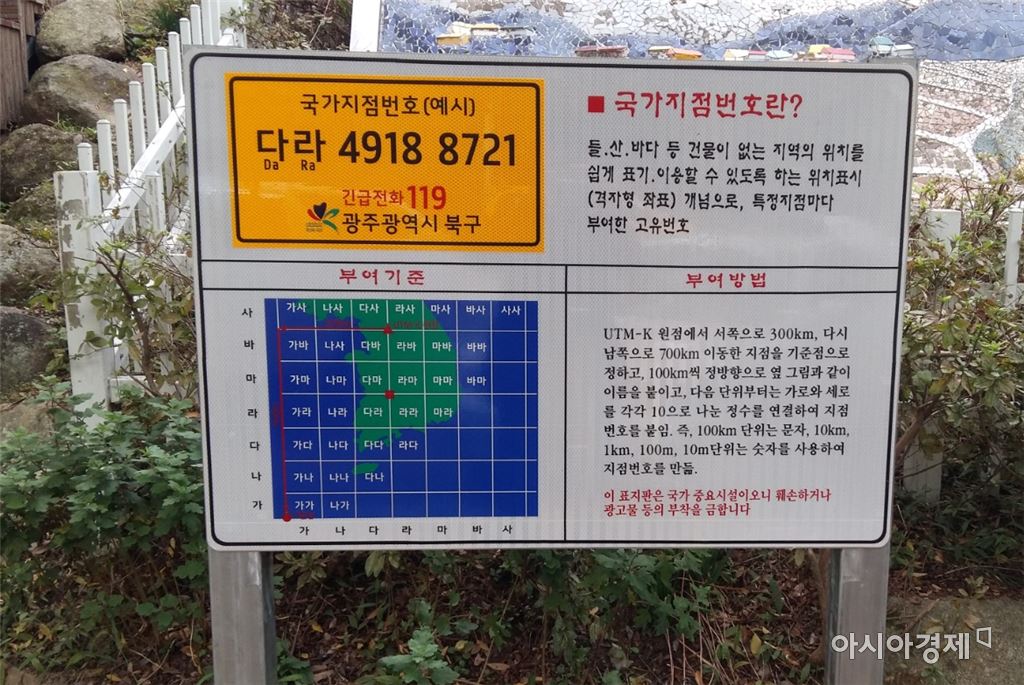 국가지점번호(예시)
다라 4918 8721
Da Ra
긴급전화 119
광주광역시 북구
■ 국가지점번호란?
들.산.바다 등 건물이 없는 지역의 위치를
쉽게 표기.이용할 수 있도록 하는 위치표시
(격자형 좌표) 개념으로, 특정지점마다
부여한 고유번호
부여기준
사 가사 나사 다사 라사 마사 바사 사사
바 가바 나사 다바 라바 마바 바바
마 가마 나마 다마 라마 마마 바마
라 가라 나라 다라 라라 마라
다 가다 나다 다다 라다
나 가나 나나 다나
가 가가 나가
가 나 다 라 마 바 사
부여방법
UTM-K 원점에서 서쪽으로 300km, 다시
남쪽으로 700km 이동한 지점을 기준점으로
정하고, 100km씩 정방향으로 옆 그림과 같이
이름을 붙이고, 다음 단위부터는 가로와 세로
를 각각 10으로 나눈 정수를 연결하여 지점
번호를 붙임. 즉, 100km 단위는 문자, 10km,
1km, 100m, 10m단위는 숫자를 사용하여
지점번호를 만듦.
이 표지판은 국가 중요시설이오니 훼손하거나
광고물 등의 부착을 금합니다
아시아경제